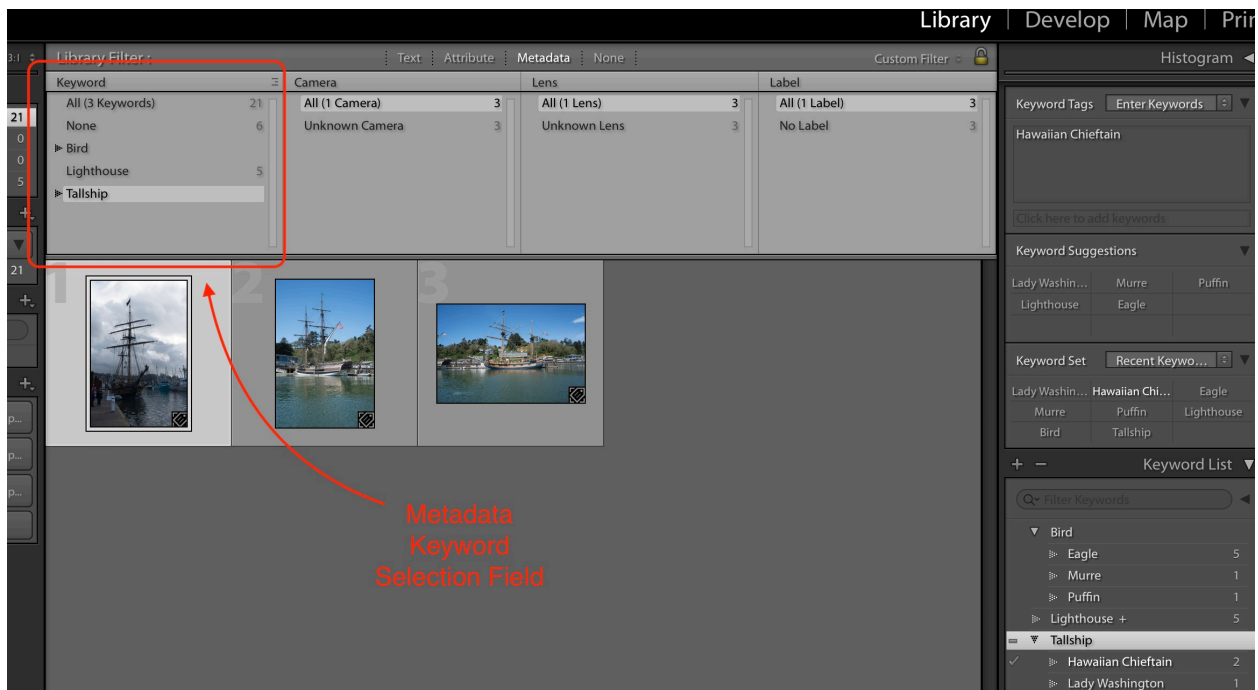 Library | Develop | Map | Prin
3:1
Library Filter :
Text Attribute Metadata None
Custom Filter
Histogram
Keyword
Camera
Lens
Label
All (3 Keywords) 21
None 6
Bird
Lighthouse 5
Tallship
All (1 Camera) 3
Unknown Camera 3
All (1 Lens) 3
Unknown Lens 3
All (1 Label) 3
No Label 3
21
0
0
5
21
p...
p...
p...
1
2
3
Metadata
Keyword
Selection Field
Keyword Tags Enter Keywords
Hawaiian Chieftain
Click here to add keywords
Keyword Suggestions
Lady Washin... Murre Puffin
Lighthouse Eagle
Keyword Set Recent Keywo...
Lady Washin... Hawaiian Chi... Eagle
Murre Puffin Lighthouse
Bird Tallship
+ − Keyword List
Filter Keywords
Bird
Eagle 5
Murre 1
Puffin 1
Lighthouse + 5
Tallship
Hawaiian Chieftain 2
Lady Washington 1